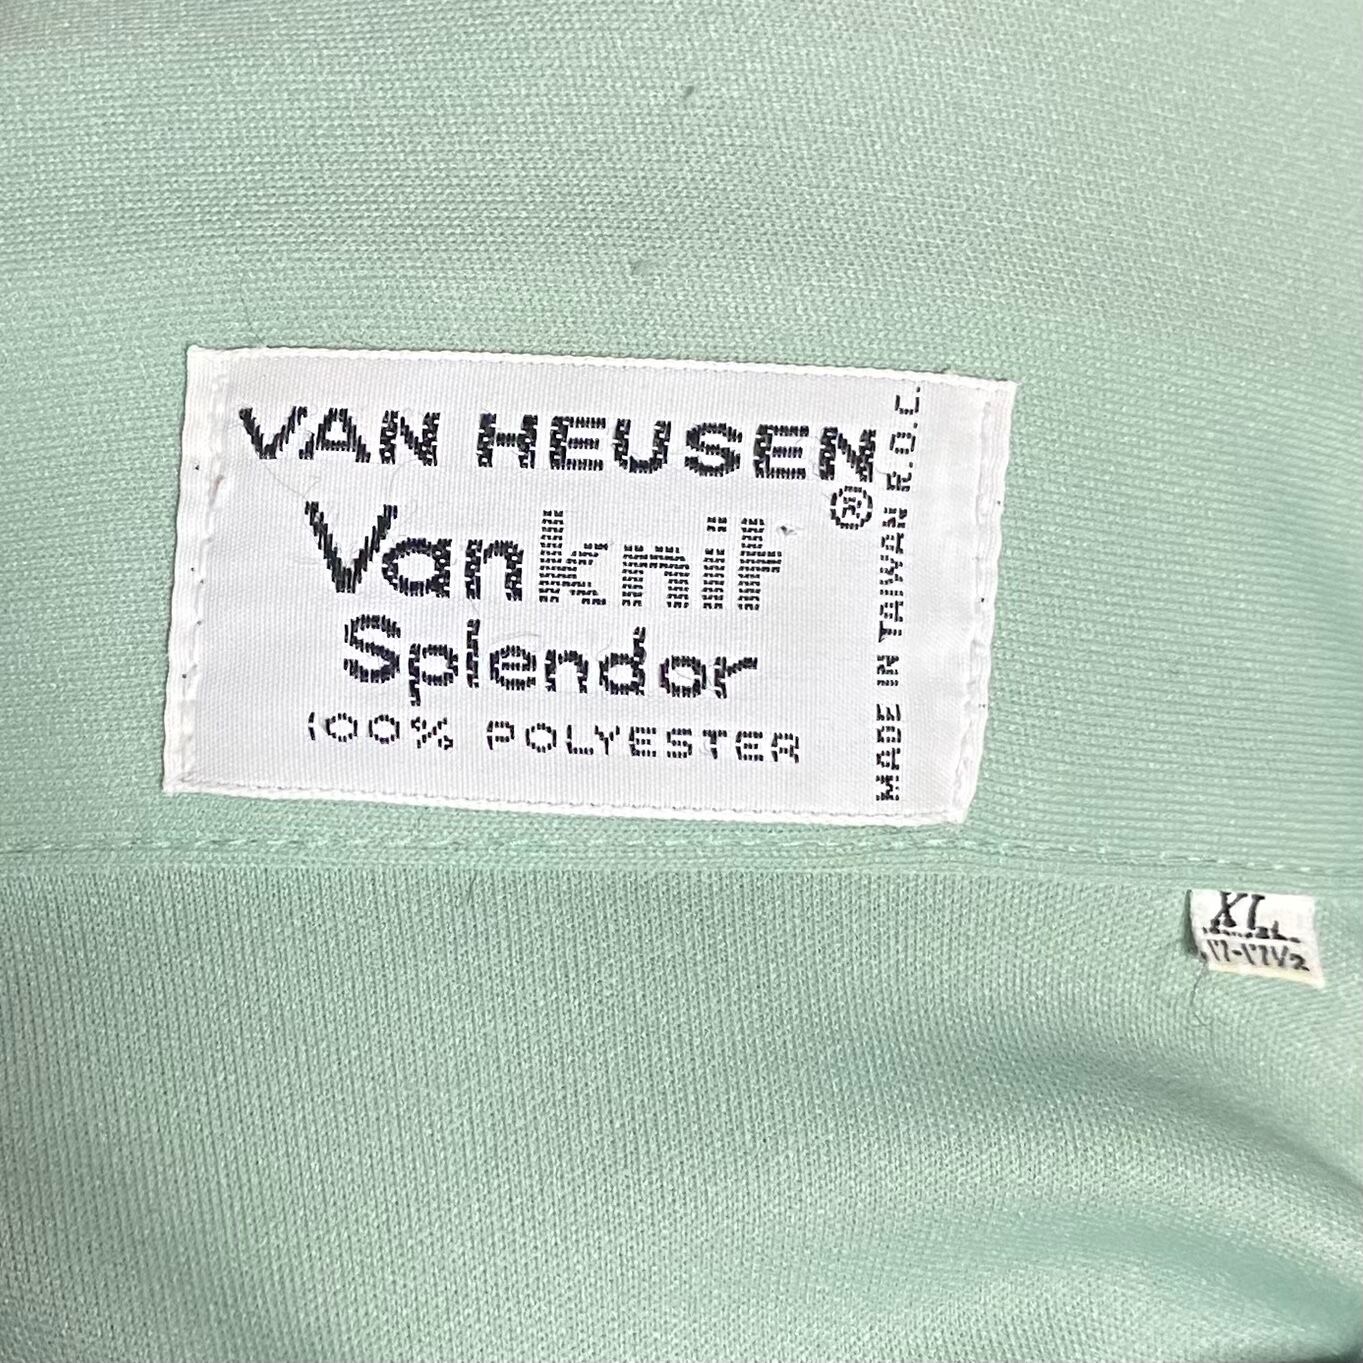 VAN HEUSEN
®
Vanknit
Splendor
100% POLYESTER
MADE IN TAIWAN R.O.C.
XL
17-17½